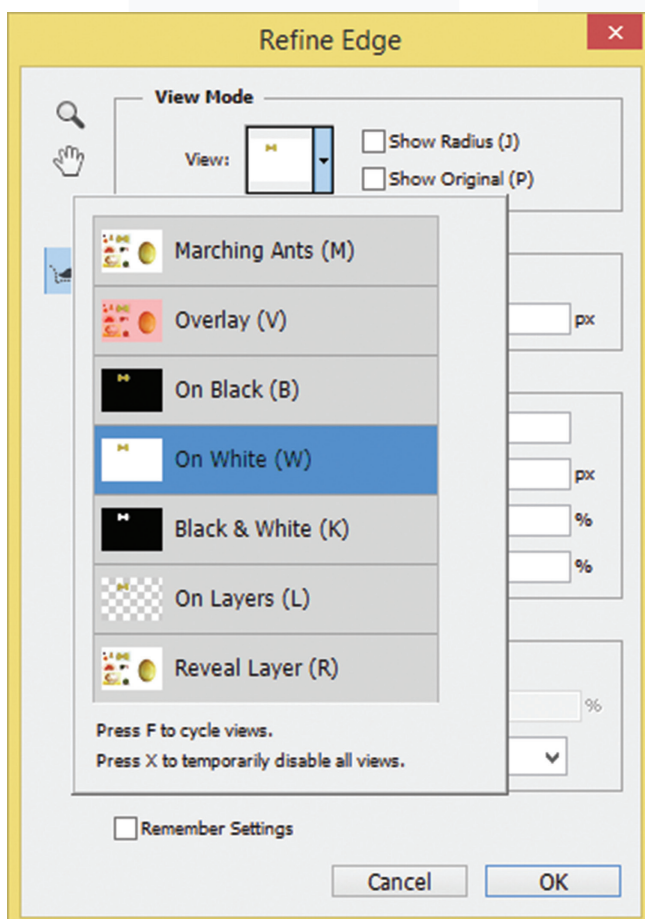 Refine Edge
View Mode
View:
Show Radius (J)
Show Original (P)
Marching Ants (M)
Overlay (V)
On Black (B)
On White (W)
Black & White (K)
On Layers (L)
Reveal Layer (R)
Press F to cycle views.
Press X to temporarily disable all views.
px
px
%
%
%
Remember Settings
Cancel
OK